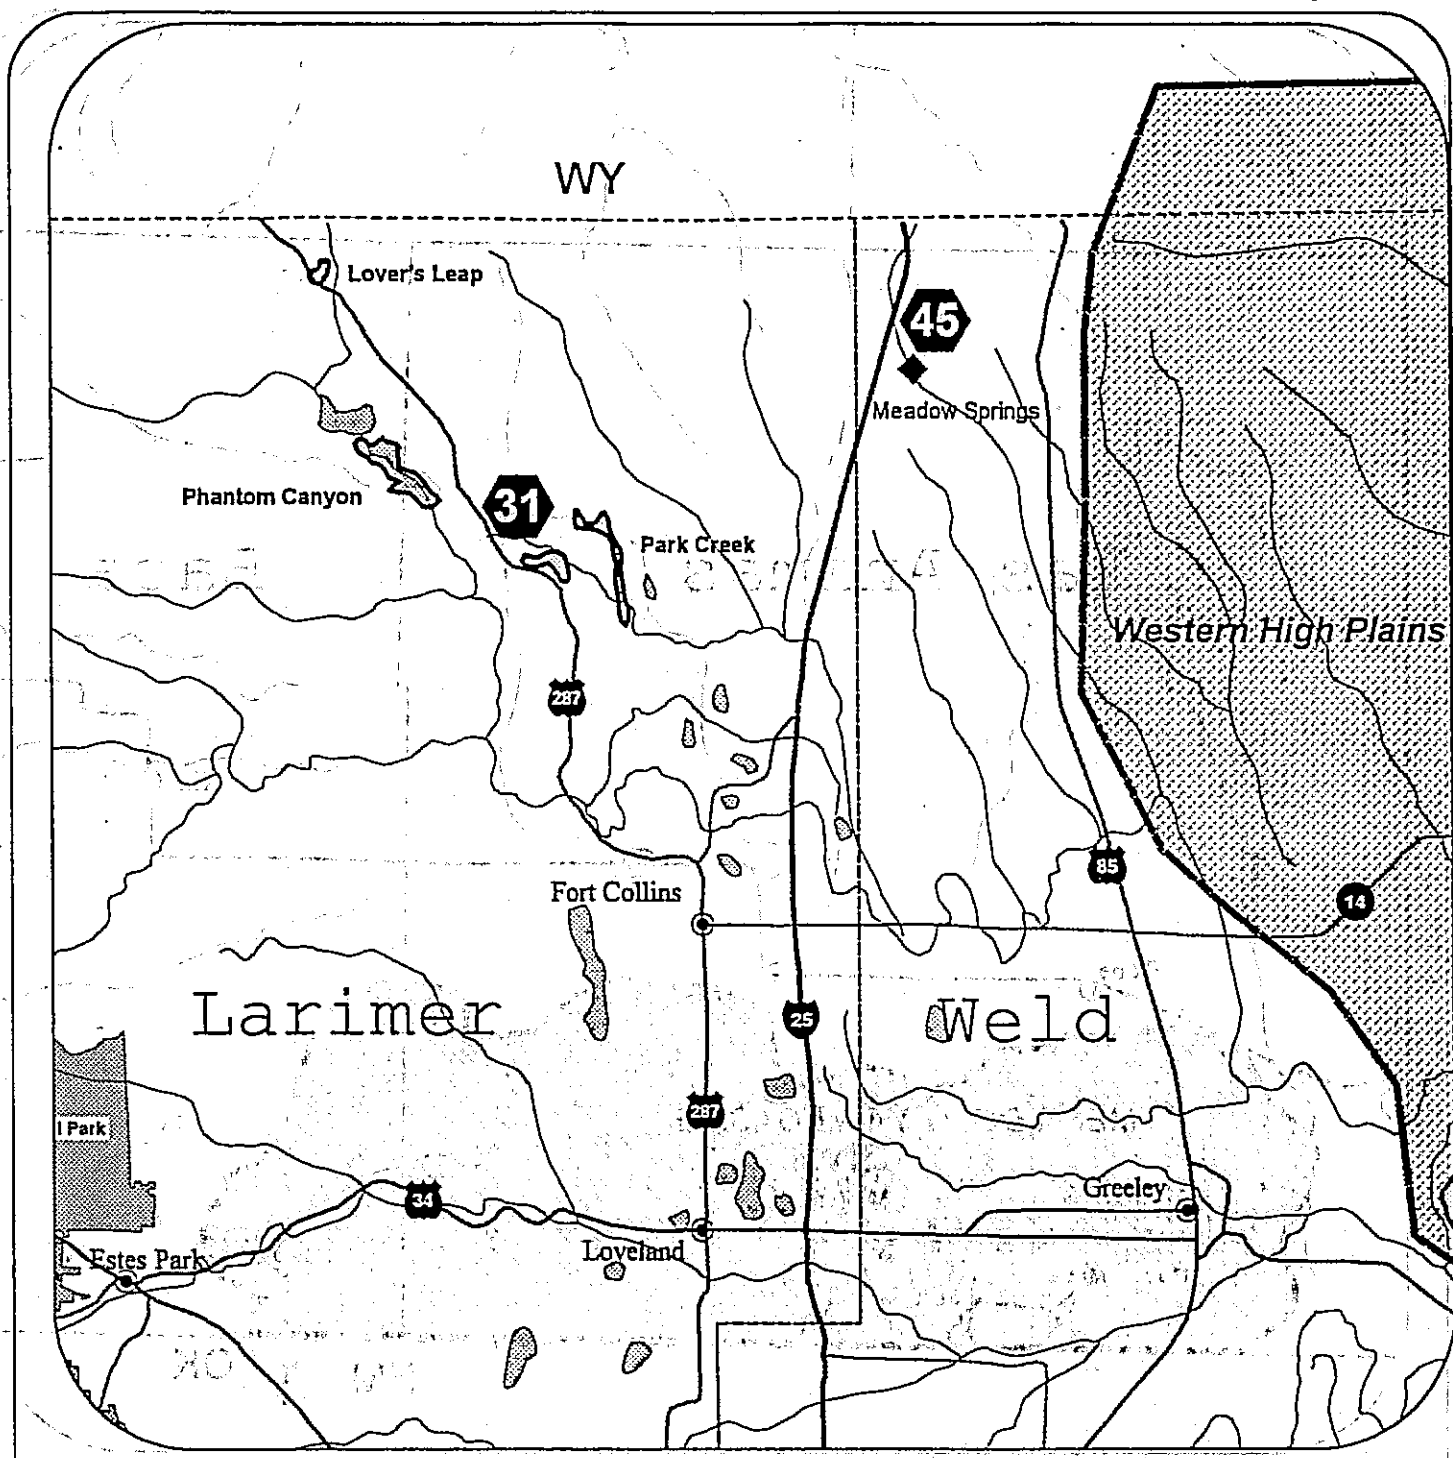 WY
Lover's Leap
45
Meadow Springs
Phantom Canyon
31
Park Creek
Western High Plains
287
85
14
Fort Collins
Larimer
25
Weld
287
l Park
34
Greeley
Loveland
Estes Park